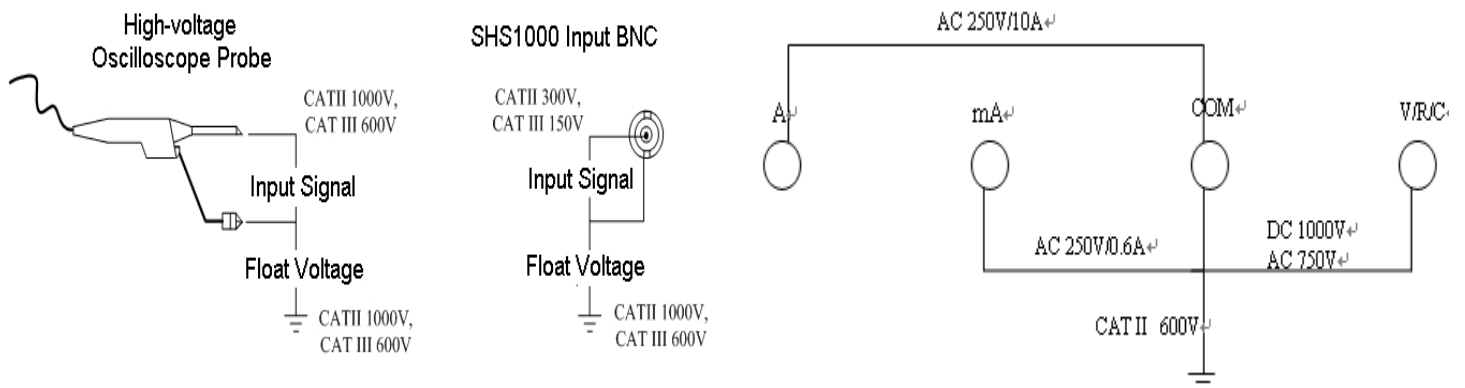 High-voltage
Oscilloscope Probe
CATII 1000V,
CAT III 600V
Input Signal
Float Voltage
CATII 1000V,
CAT III 600V
SHS1000 Input BNC
CATII 300V,
CAT III 150V
Input Signal
Float Voltage
CATII 1000V,
CAT III 600V
AC 250V/10A↵
A↵
mA↵
COM↵
V/R/C↵
AC 250V/0.6A↵
DC 1000V↵
AC 750V↵
CAT II 600V↵